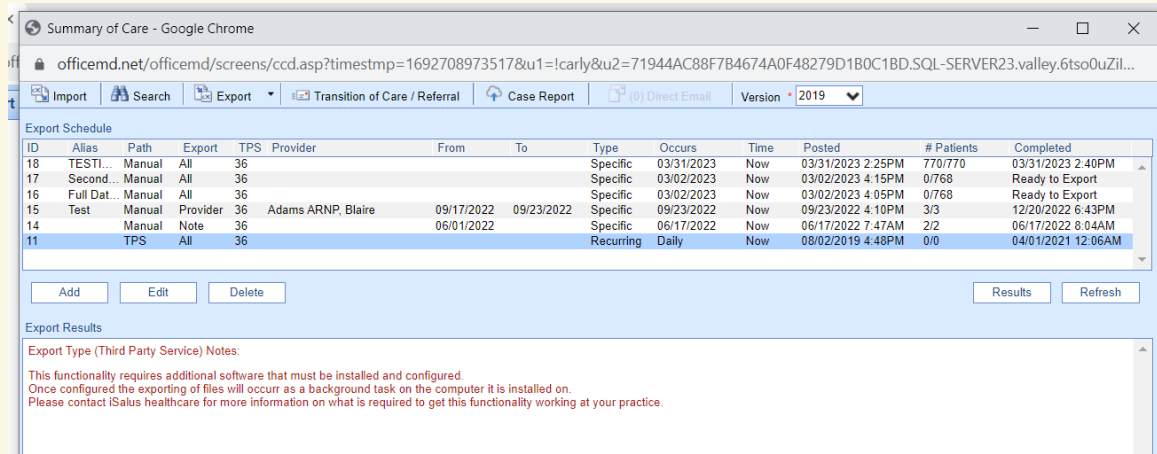 Summary of Care - Google Chrome
officemd.net/officemd/screens/ccd.asp?timestmp=1692708973517&u1=!carly&u2=71944AC88F7B4674A0F48279D1B0C1BD.SQL-SERVER23.valley.6tso0uZil...
Import Search Export Transition of Care / Referral Case Report (0) Direct Email Version * 2019
Export Schedule
ID Alias Path Export TPS Provider From To Type Occurs Time Posted # Patients Completed
18 TESTI... Manual All 36 Specific 03/31/2023 Now 03/31/2023 2:25PM 770/770 03/31/2023 2:40PM
17 Second... Manual All 36 Specific 03/02/2023 Now 03/02/2023 4:15PM 0/768 Ready to Export
16 Full Dat... Manual All 36 Specific 03/02/2023 Now 03/02/2023 4:05PM 0/768 Ready to Export
15 Test Manual Provider 36 Adams ARNP, Blaire 09/17/2022 09/23/2022 Specific 09/23/2022 Now 09/23/2022 4:10PM 3/3 12/20/2022 6:43PM
14 Manual Note 36 06/01/2022 Specific 06/17/2022 Now 06/17/2022 7:47AM 2/2 06/17/2022 8:04AM
11 TPS All 36 Recurring Daily Now 08/02/2019 4:48PM 0/0 04/01/2021 12:06AM
Add Edit Delete Results Refresh
Export Results
Export Type (Third Party Service) Notes:
This functionality requires additional software that must be installed and configured.
Once configured the exporting of files will occurr as a background task on the computer it is installed on.
Please contact iSalus healthcare for more information on what is required to get this functionality working at your practice.